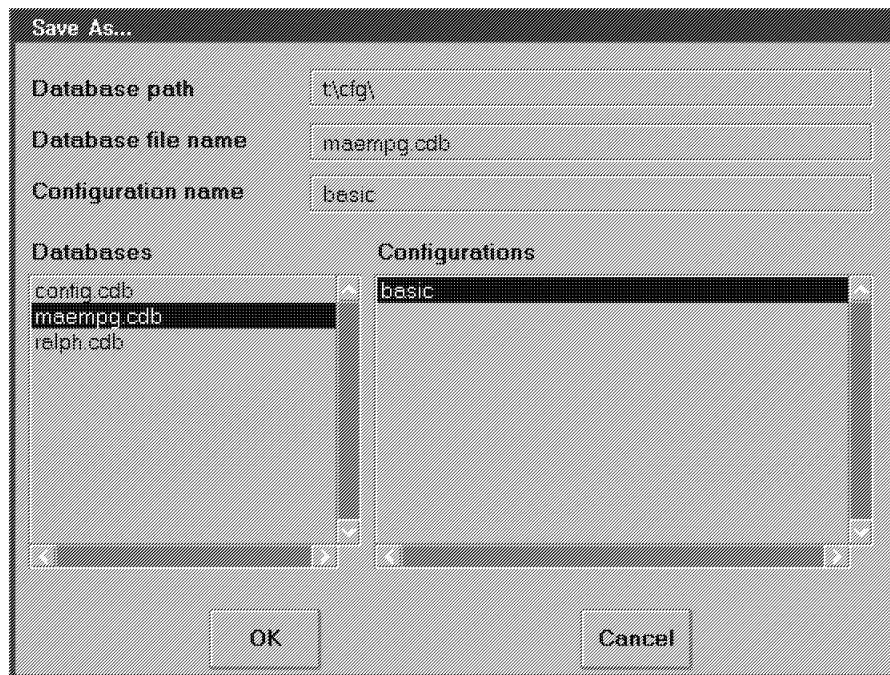 Save As...
Database path
t:\cfg\
Database file name
maempg.cdb
Configuration name
basic
Databases
Configurations
config.cdb
maempg.cdb
ralph.cdb
basic
OK
Cancel